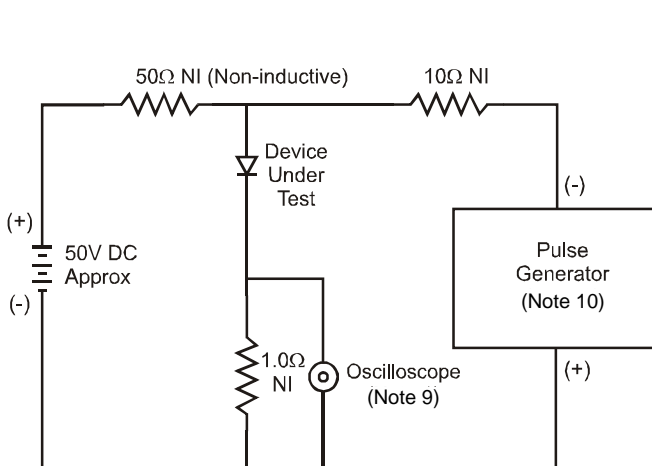 50Ω NI (Non-inductive)
10Ω NI
Device
Under
Test
(-)
(+)
50V DC
Approx
(-)
Pulse
Generator
(Note 10)
1.0Ω
NI
Oscilloscope
(Note 9)
(+)